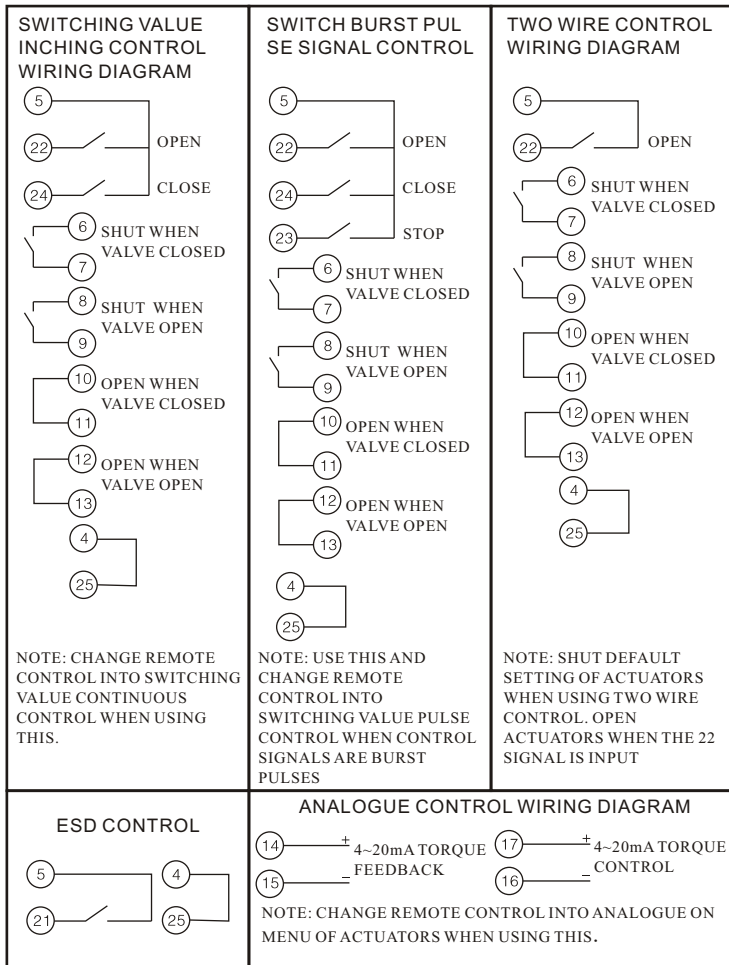 SWITCHING VALUE
INCHING CONTROL
WIRING DIAGRAM
5
22
OPEN
24
CLOSE
6
SHUT WHEN
VALVE CLOSED
7
8
SHUT WHEN
VALVE OPEN
9
10
OPEN WHEN
VALVE CLOSED
11
12
OPEN WHEN
VALVE OPEN
13
4
25
NOTE: CHANGE REMOTE
CONTROL INTO SWITCHING
VALUE CONTINUOUS
CONTROL WHEN USING
THIS.
SWITCH BURST PUL
SE SIGNAL CONTROL
5
22
OPEN
24
CLOSE
23
STOP
6
SHUT WHEN
VALVE CLOSED
7
8
SHUT WHEN
VALVE OPEN
9
10
OPEN WHEN
VALVE CLOSED
11
12
OPEN WHEN
VALVE OPEN
13
4
25
NOTE: USE THIS AND
CHANGE REMOTE
CONTROL INTO
SWITCHING VALUE PULSE
CONTROL WHEN CONTROL
SIGNALS ARE BURST
PULSES
TWO WIRE CONTROL
WIRING DIAGRAM
5
22
OPEN
6
SHUT WHEN
VALVE CLOSED
7
8
SHUT WHEN
VALVE OPEN
9
10
OPEN WHEN
VALVE CLOSED
11
12
OPEN WHEN
VALVE OPEN
13
4
25
NOTE: SHUT DEFAULT
SETTING OF ACTUATORS
WHEN USING TWO WIRE
CONTROL. OPEN
ACTUATORS WHEN THE 22
SIGNAL IS INPUT
ESD CONTROL
5 4
21 25
ANALOGUE CONTROL WIRING DIAGRAM
14 + 4~20mA TORQUE 17 + 4~20mA TORQUE
15 − FEEDBACK 16 − CONTROL
NOTE: CHANGE REMOTE CONTROL INTO ANALOGUE ON
MENU OF ACTUATORS WHEN USING THIS.